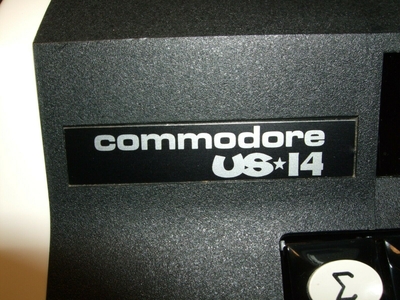 commodore
US★14
Σ